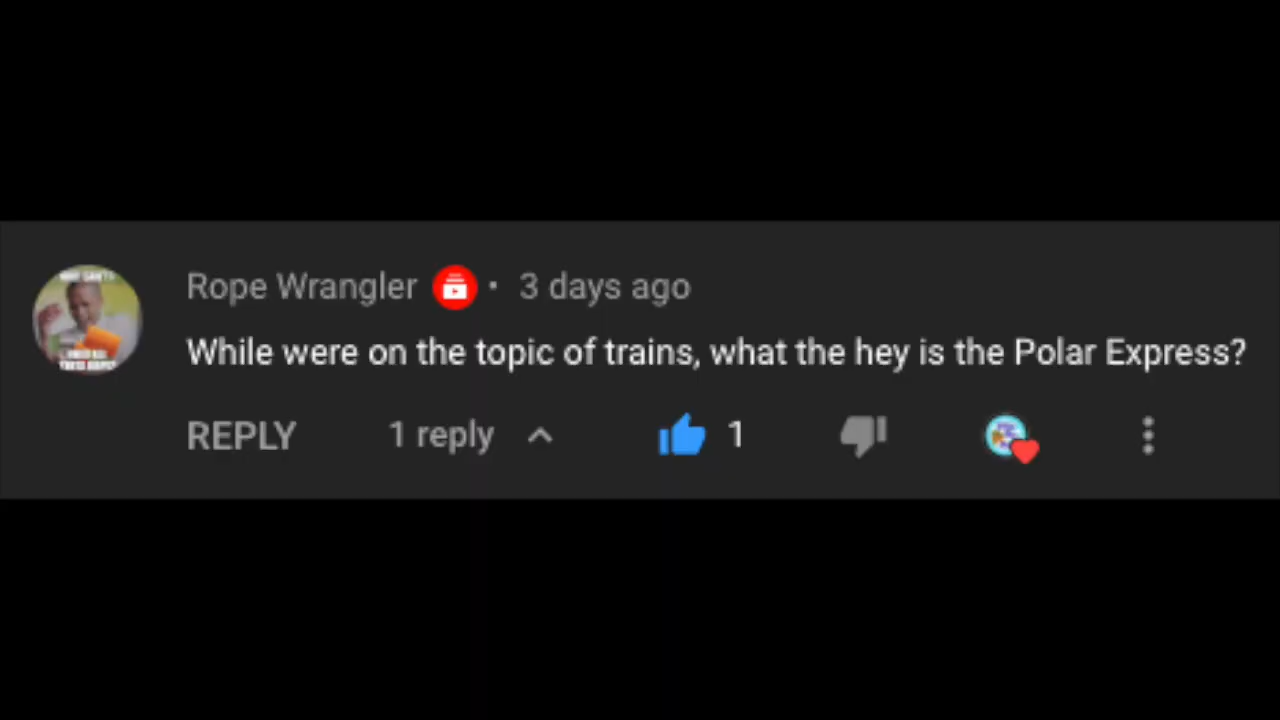 Rope Wrangler • 3 days ago
While were on the topic of trains, what the hey is the Polar Express?
REPLY 1 reply 1